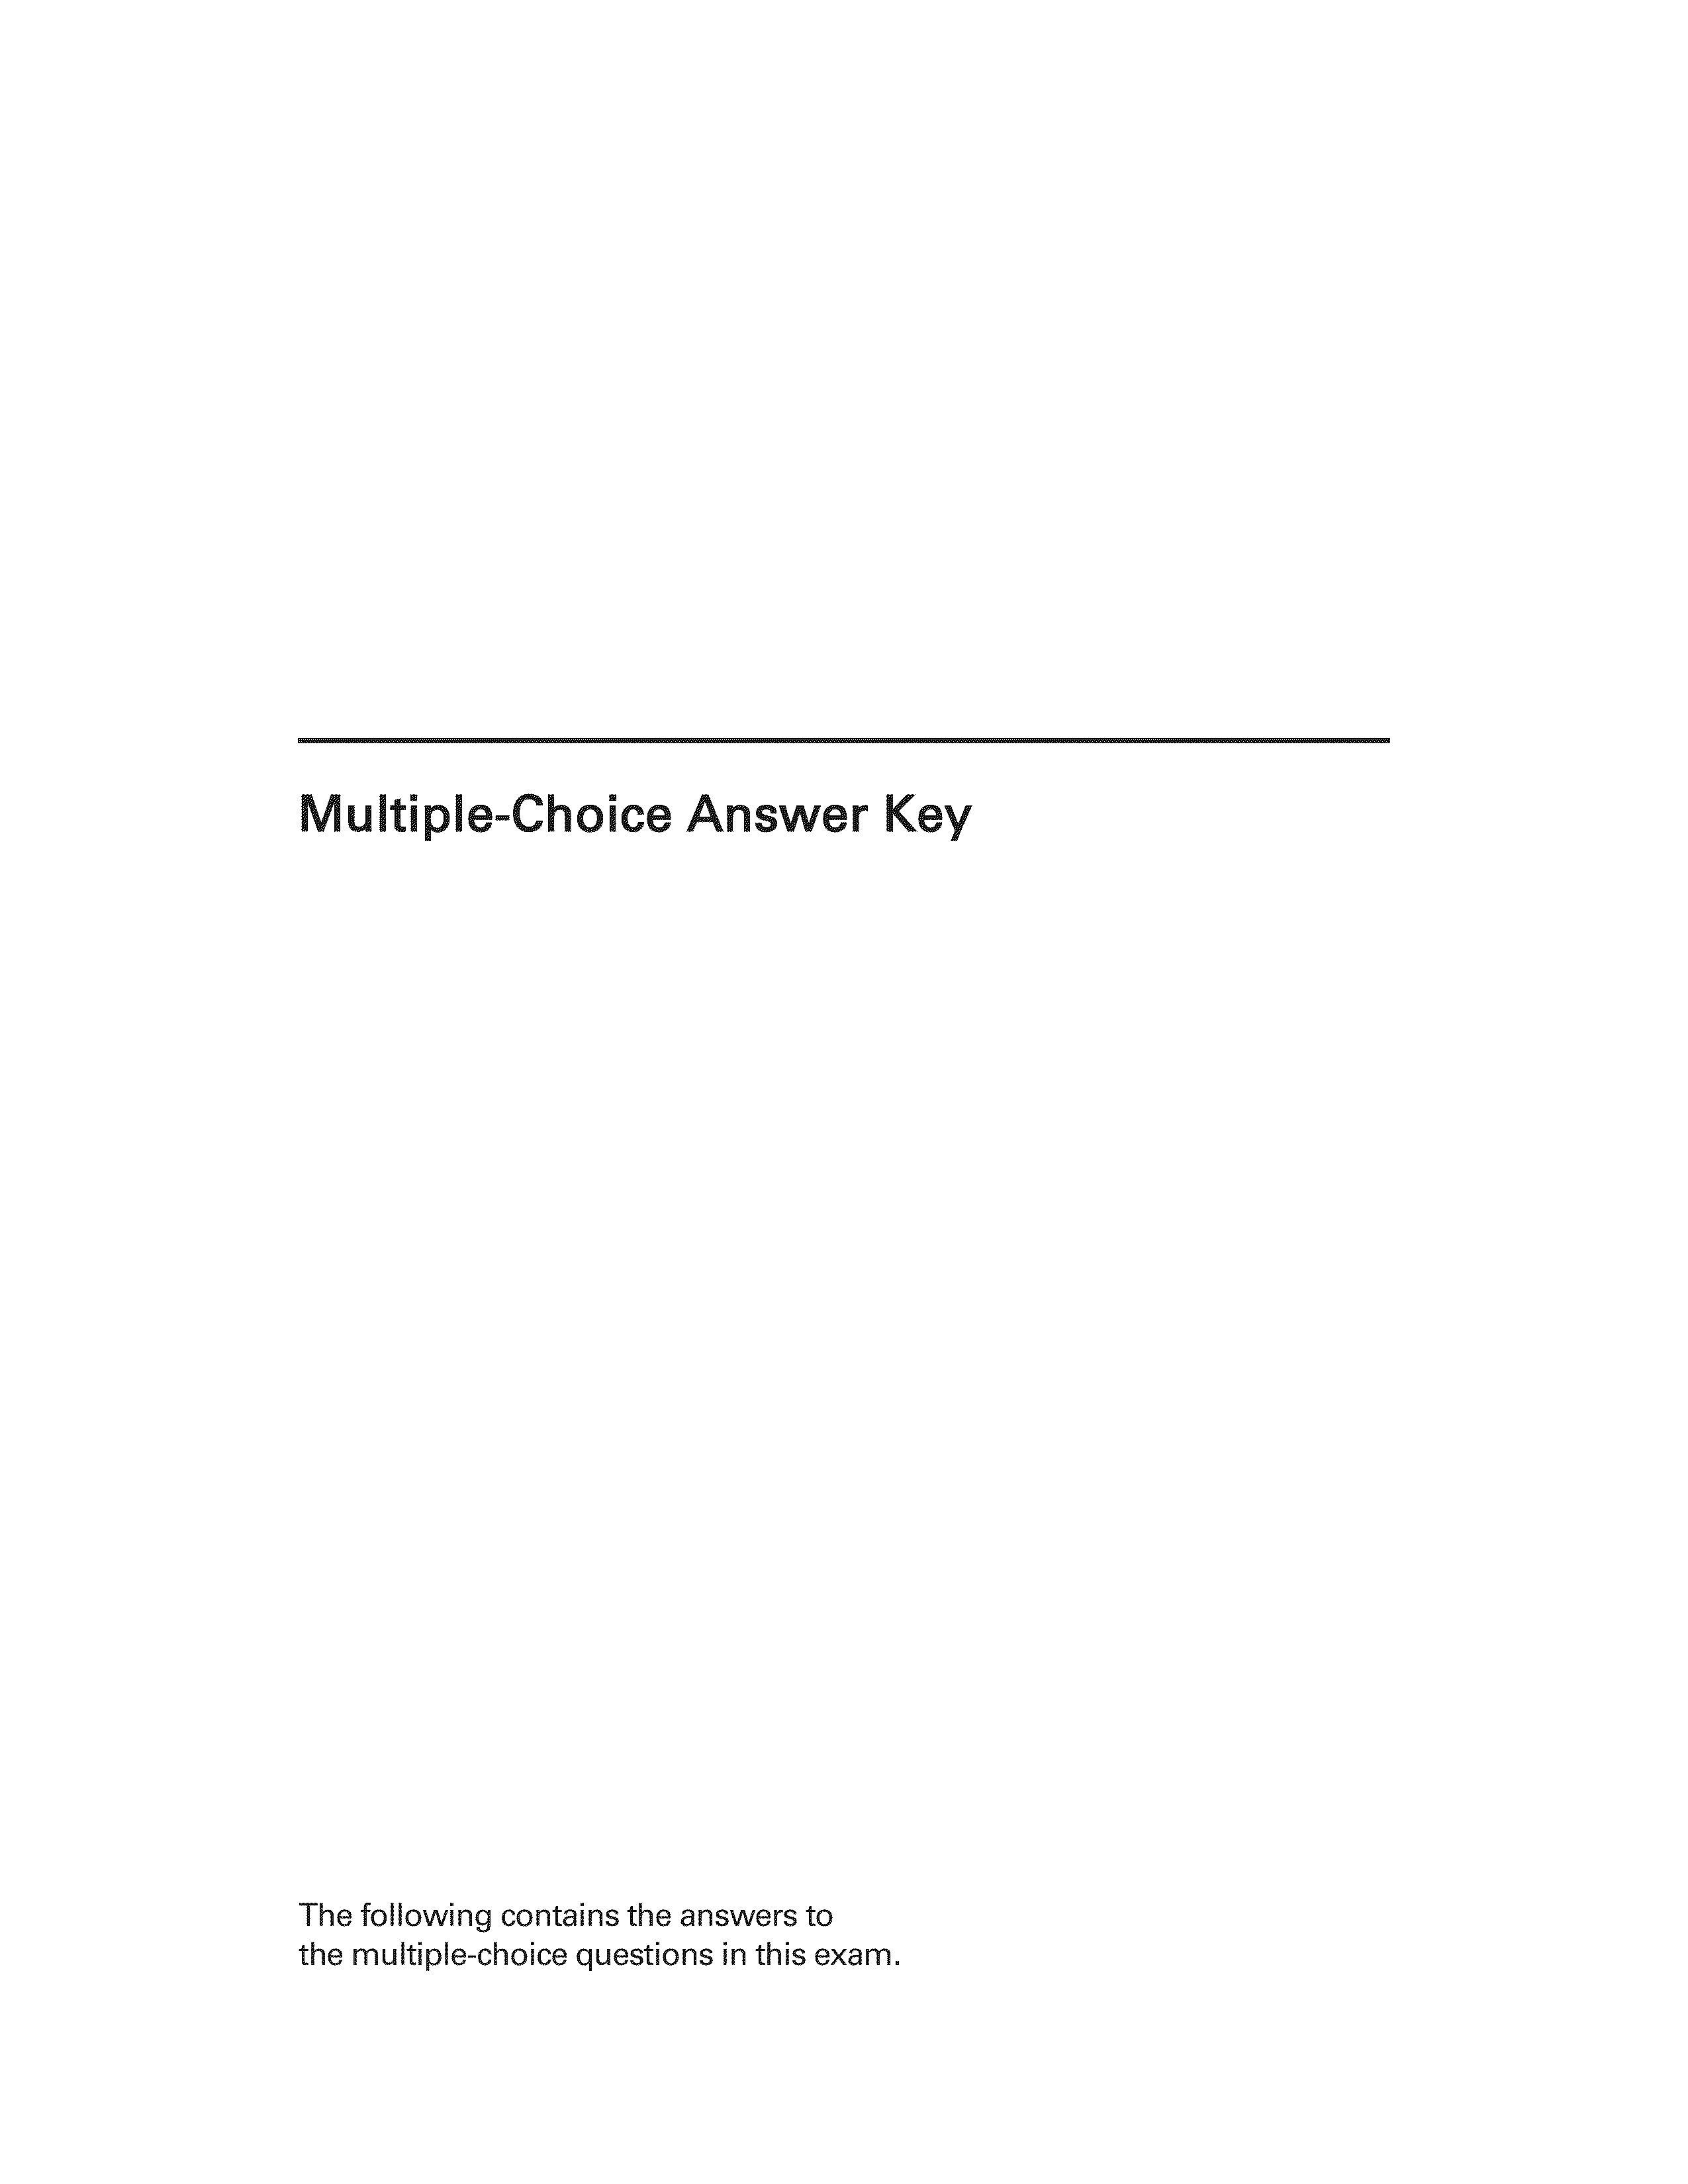 Multiple-Choice Answer Key
The following contains the answers to
the multiple-choice questions in this exam.